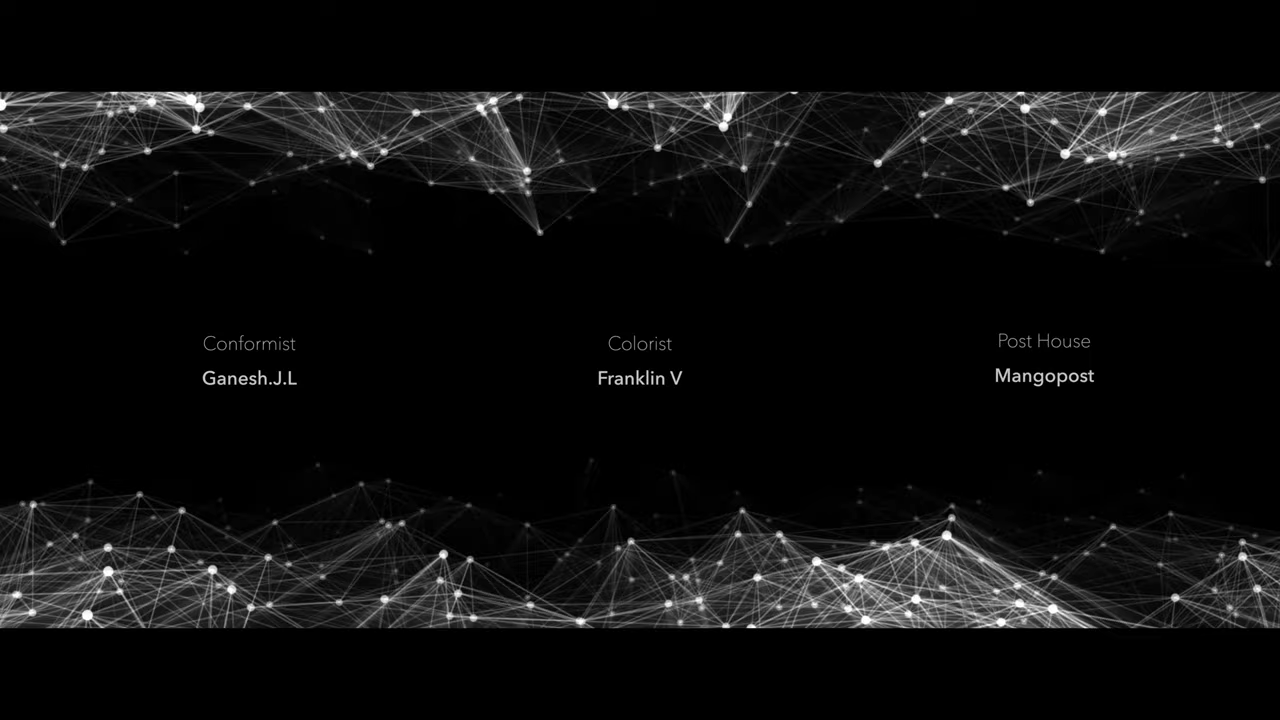 Conformist
Ganesh.J.L
Colorist
Franklin V
Post House
Mangopost